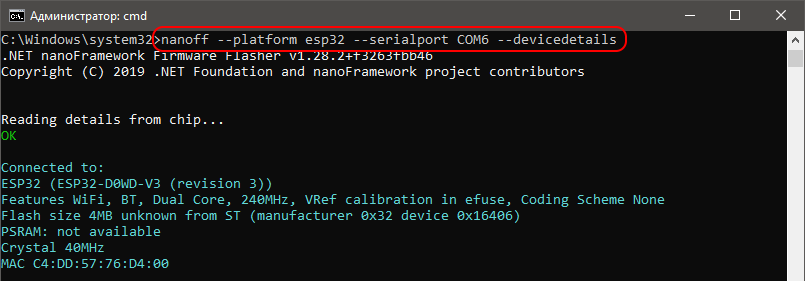 Администратор: cmd
C:\Windows\system32>nanoff --platform esp32 --serialport COM6 --devicedetails
.NET nanoFramework Firmware Flasher v1.28.2+f3263fbb46
Copyright (C) 2019 .NET Foundation and nanoFramework project contributors
Reading details from chip...
OK
Connected to:
ESP32 (ESP32-D0WD-V3 (revision 3))
Features WiFi, BT, Dual Core, 240MHz, VRef calibration in efuse, Coding Scheme None
Flash size 4MB unknown from ST (manufacturer 0x32 device 0x16406)
PSRAM: not available
Crystal 40MHz
MAC C4:DD:57:76:D4:00